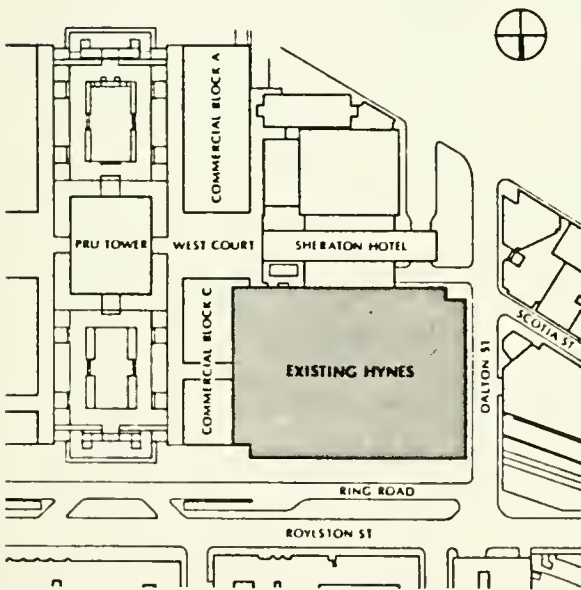 COMMERCIAL BLOCK A
PRU TOWER
WEST COURT
SHERATON HOTEL
COMMERCIAL BLOCK C
EXISTING HYNES
DALTON ST
SCOTIA ST
RING ROAD
BOYLSTON ST